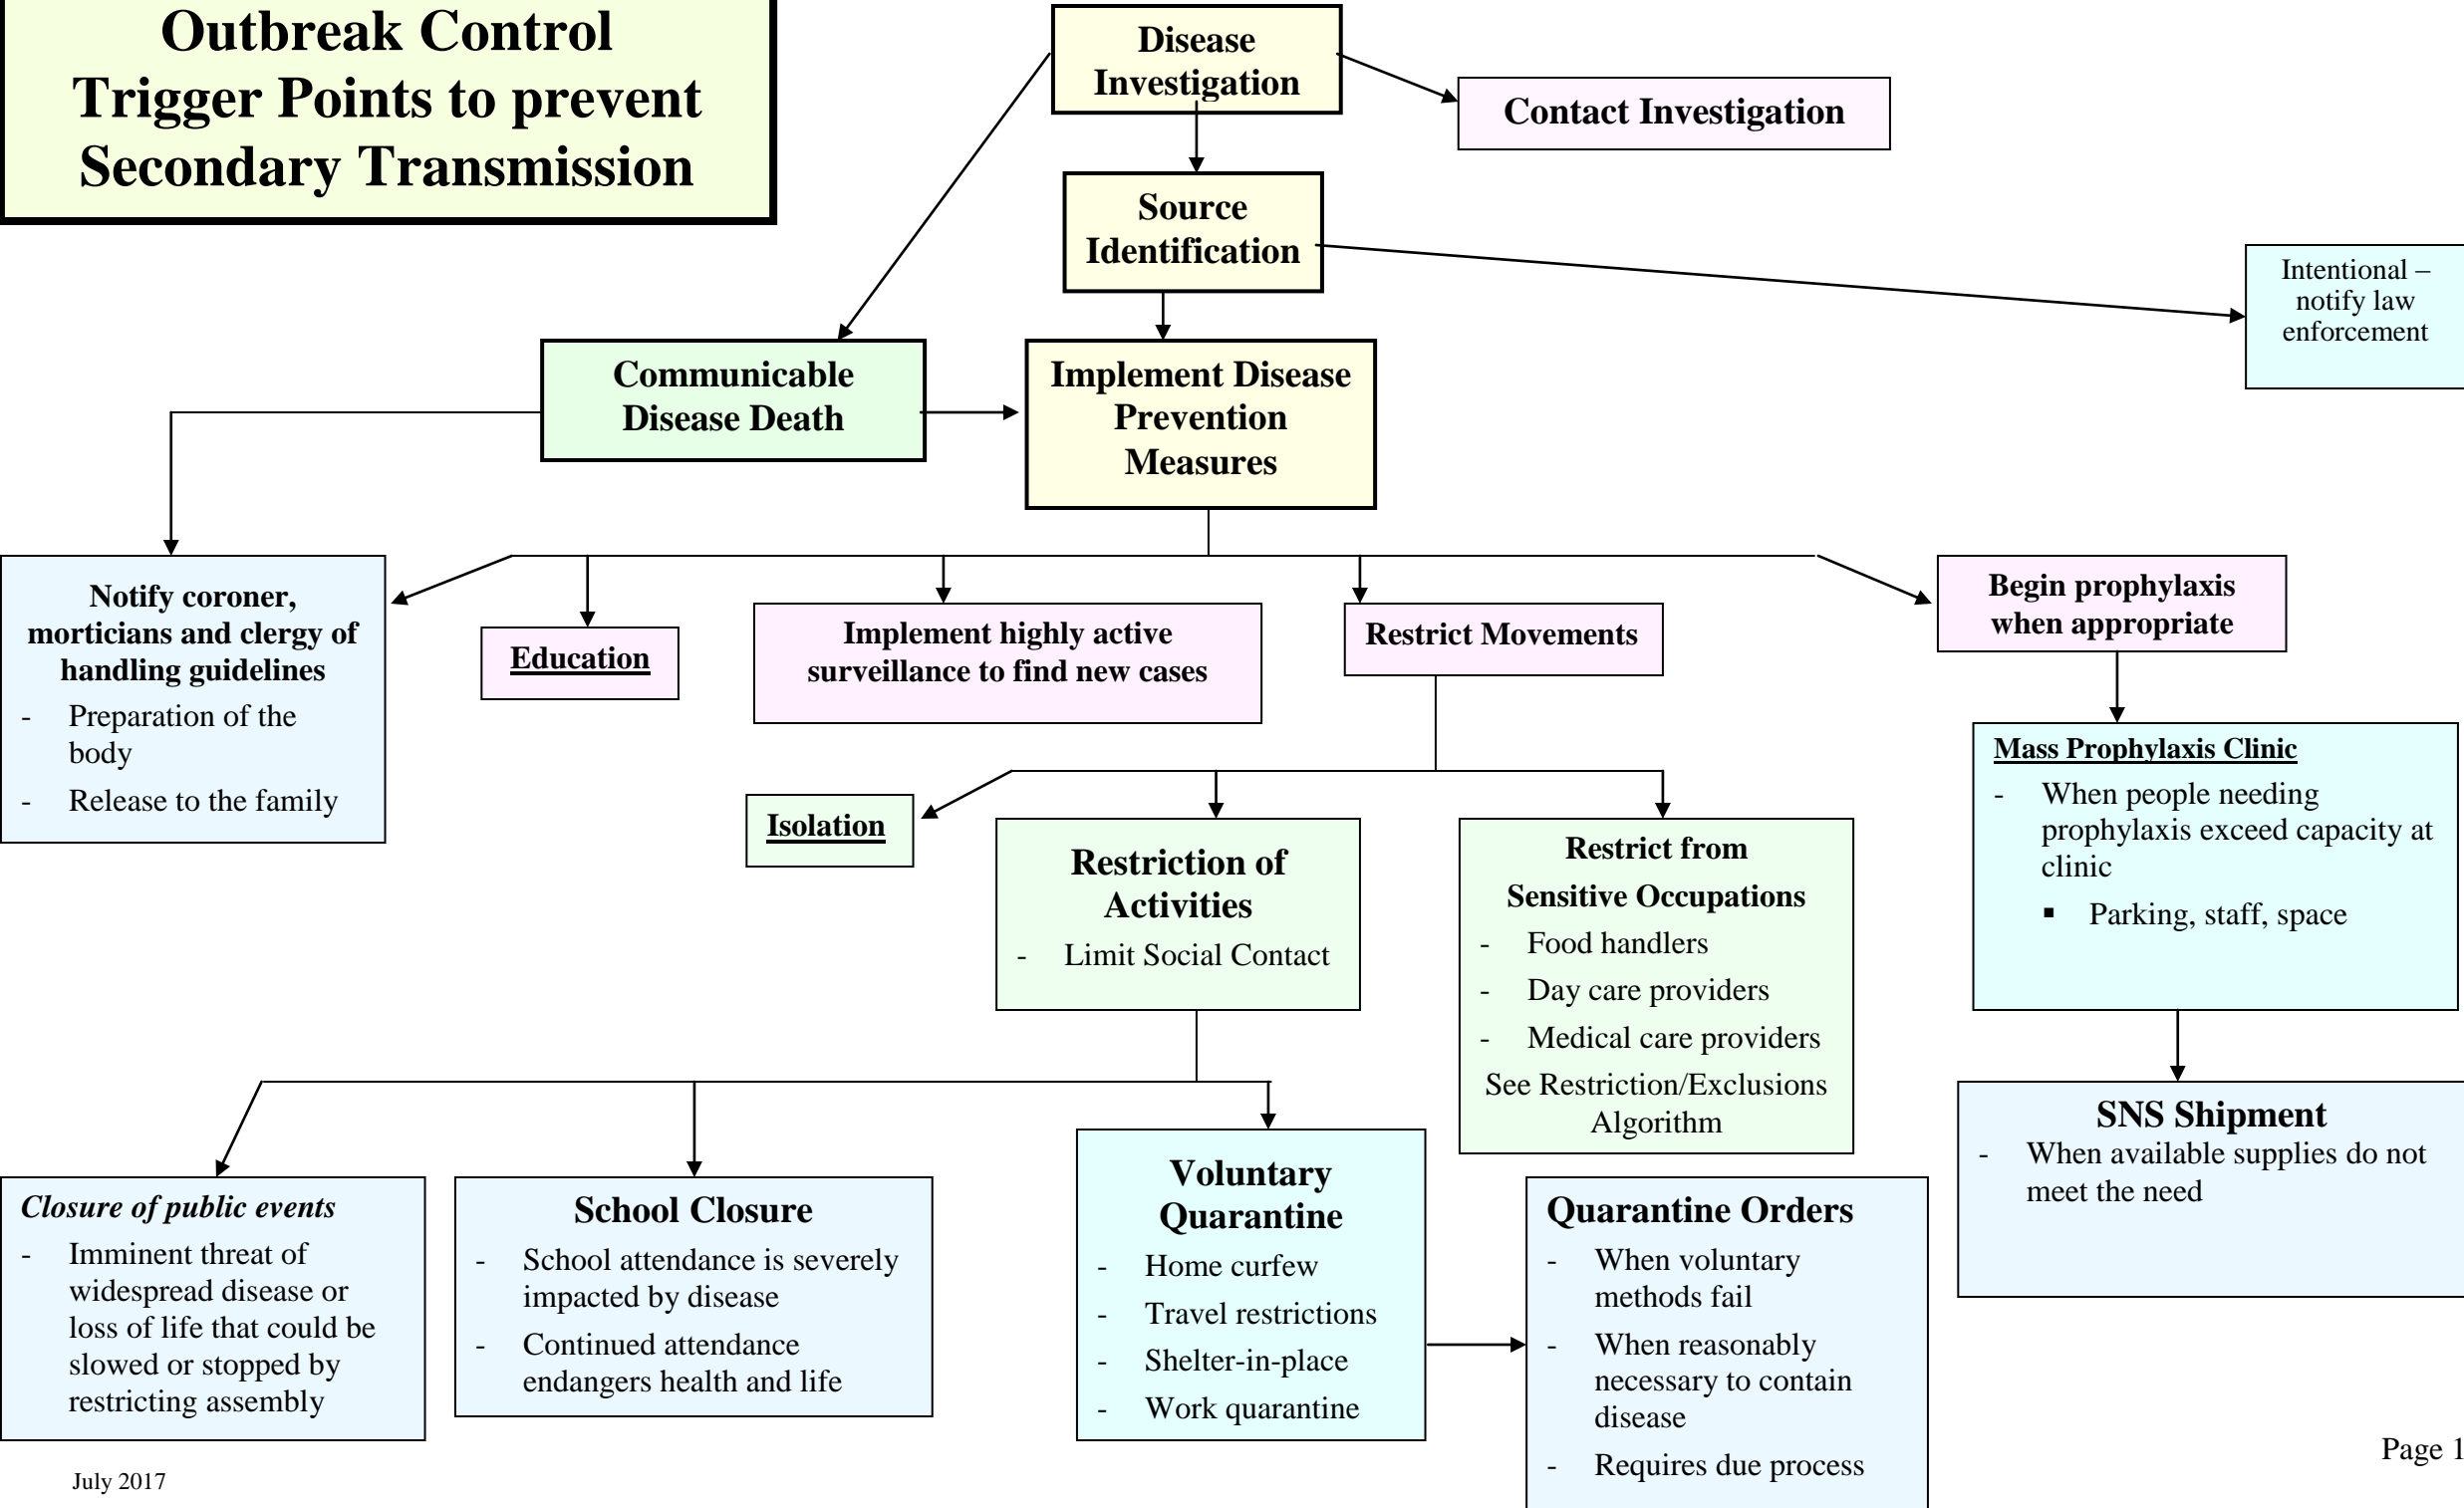 Outbreak Control
Trigger Points to prevent
Secondary Transmission
Disease
Investigation
Contact Investigation
Source
Identification
Intentional –
notify law
enforcement
Communicable
Disease Death
Implement Disease
Prevention
Measures
Notify coroner,
morticians and clergy of
handling guidelines
- Preparation of the
body
- Release to the family
Education
Implement highly active
surveillance to find new cases
Restrict Movements
Begin prophylaxis
when appropriate
Mass Prophylaxis Clinic
- When people needing
prophylaxis exceed capacity at
clinic
▪ Parking, staff, space
Isolation
Restriction of
Activities
- Limit Social Contact
Restrict from
Sensitive Occupations
- Food handlers
- Day care providers
- Medical care providers
See Restriction/Exclusions
Algorithm
SNS Shipment
- When available supplies do not
meet the need
Closure of public events
- Imminent threat of
widespread disease or
loss of life that could be
slowed or stopped by
restricting assembly
School Closure
- School attendance is severely
impacted by disease
- Continued attendance
endangers health and life
Voluntary
Quarantine
- Home curfew
- Travel restrictions
- Shelter-in-place
- Work quarantine
Quarantine Orders
- When voluntary
methods fail
- When reasonably
necessary to contain
disease
- Requires due process
Page 1
July 2017